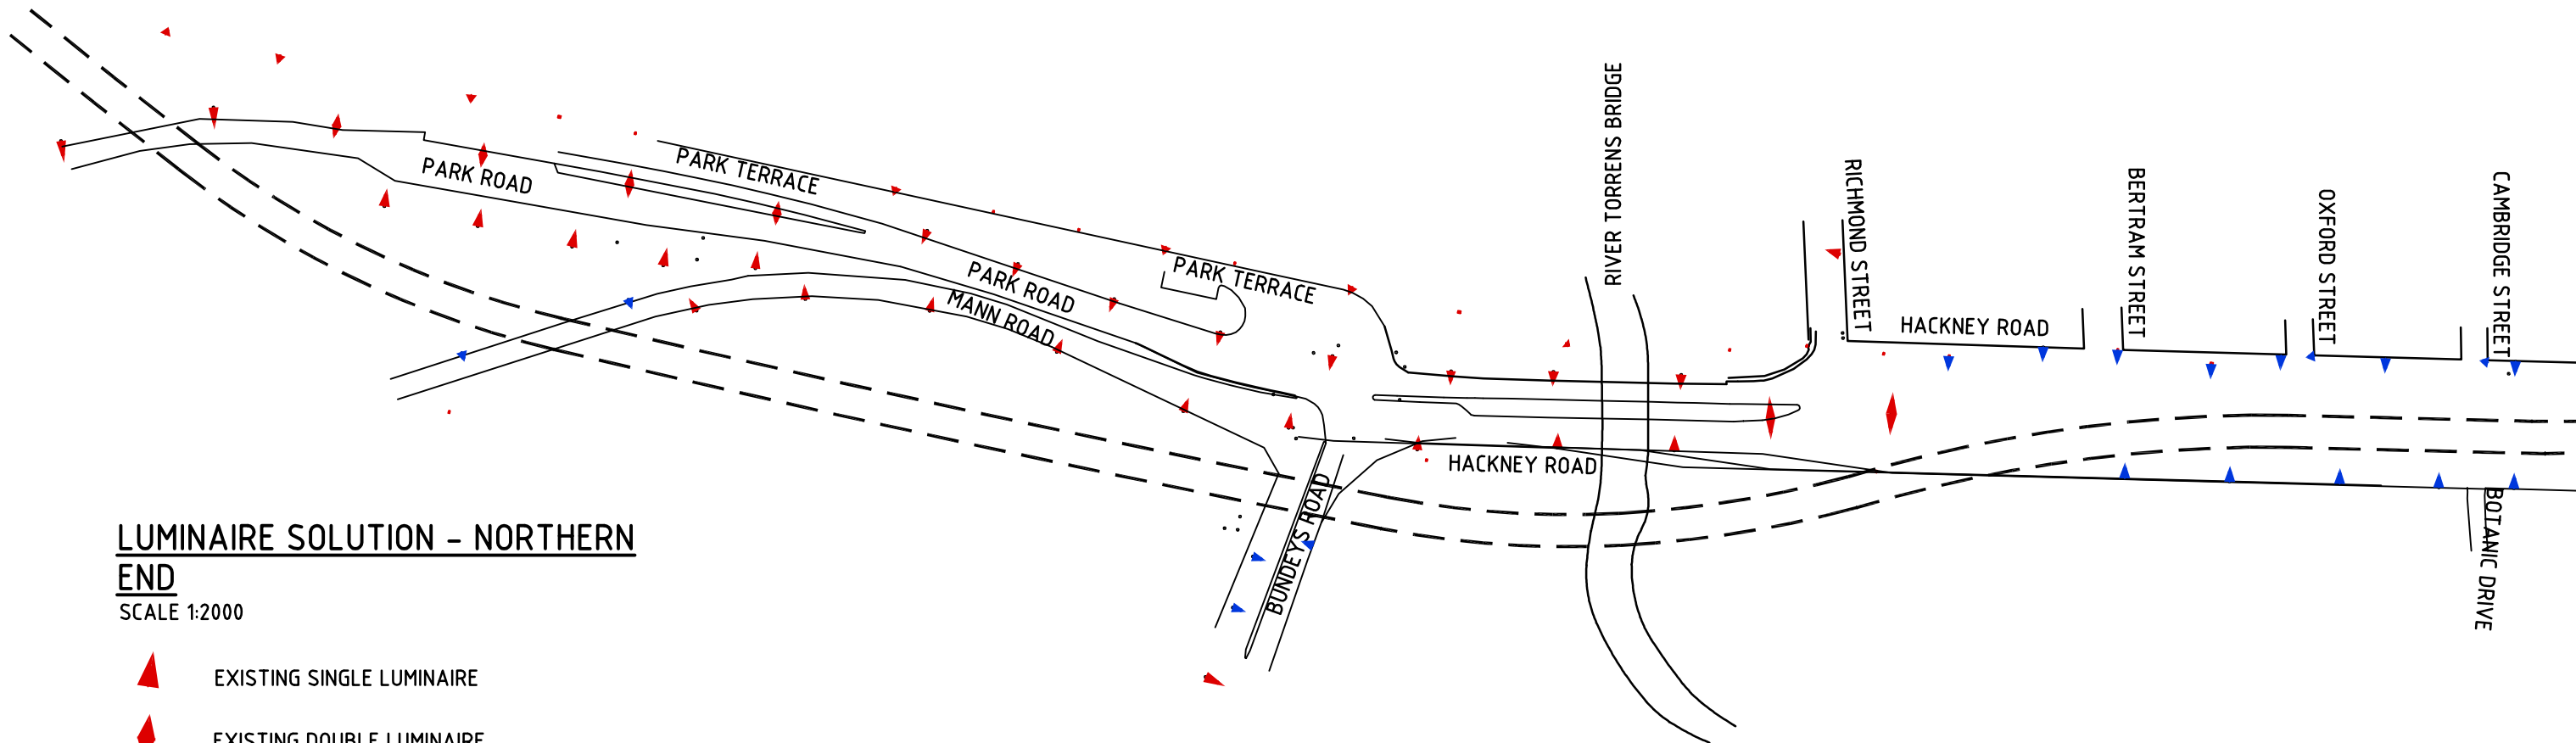 RIVER TORRENS BRIDGE
PARK TERRACE
PARK ROAD
RICHMOND STREET
BERTRAM STREET
OXFORD STREET
CAMBRIDGE STREET
PARK TERRACE
PARK ROAD
MANN ROAD
HACKNEY ROAD
HACKNEY ROAD
BUNDEYS ROAD
BOTANIC DRIVE
LUMINAIRE SOLUTION - NORTHERN
END
SCALE 1:2000
EXISTING SINGLE LUMINAIRE
EXISTING DOUBLE LUMINAIRE